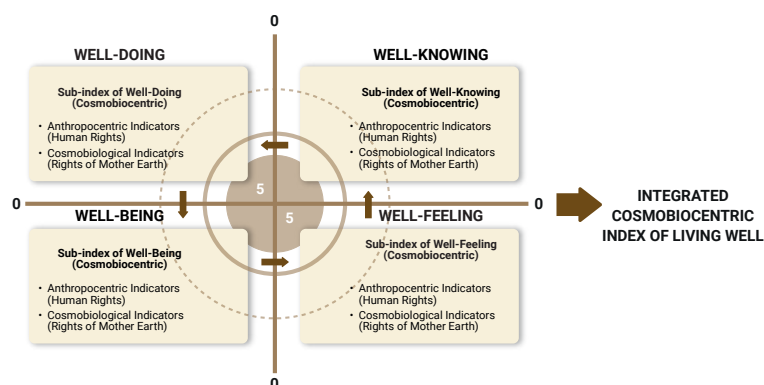 0
WELL-DOING
Sub-index of Well-Doing
(Cosmobiocentric)
• Anthropocentric Indicators
(Human Rights)
• Cosmobiological Indicators
(Rights of Mother Earth)
WELL-KNOWING
Sub-index of Well-Knowing
(Cosmobiocentric)
• Anthropocentric Indicators
(Human Rights)
• Cosmobiological Indicators
(Rights of Mother Earth)
5
5
0
0
WELL-BEING
Sub-index of Well-Being
(Cosmobiocentric)
• Anthropocentric Indicators
(Human Rights)
• Cosmobiological Indicators
(Rights of Mother Earth)
WELL-FEELING
Sub-index of Well-Feeling
(Cosmobiocentric)
• Anthropocentric Indicators
(Human Rights)
• Cosmobiological Indicators
(Rights of Mother Earth)
0
INTEGRATED
COSMOBIOCENTRIC
INDEX OF LIVING WELL